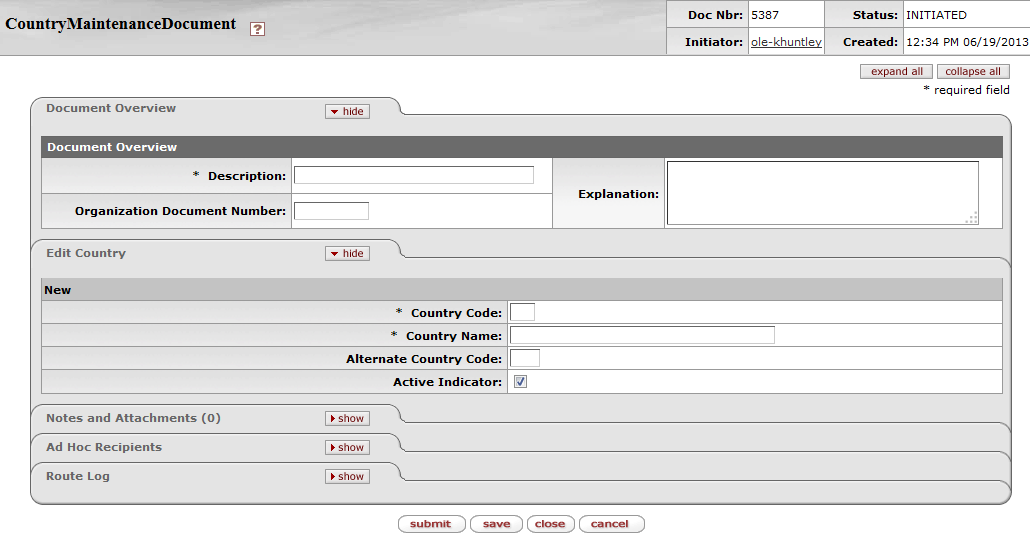 CountryMaintenanceDocument ?
Doc Nbr: 5387 Status: INITIATED
Initiator: ole-khuntley Created: 12:34 PM 06/19/2013
expand all collapse all
* required field
Document Overview hide
Document Overview
* Description:
Explanation:
Organization Document Number:
Edit Country hide
New
* Country Code:
* Country Name:
Alternate Country Code:
Active Indicator:
Notes and Attachments (0) show
Ad Hoc Recipients show
Route Log show
submit save close cancel